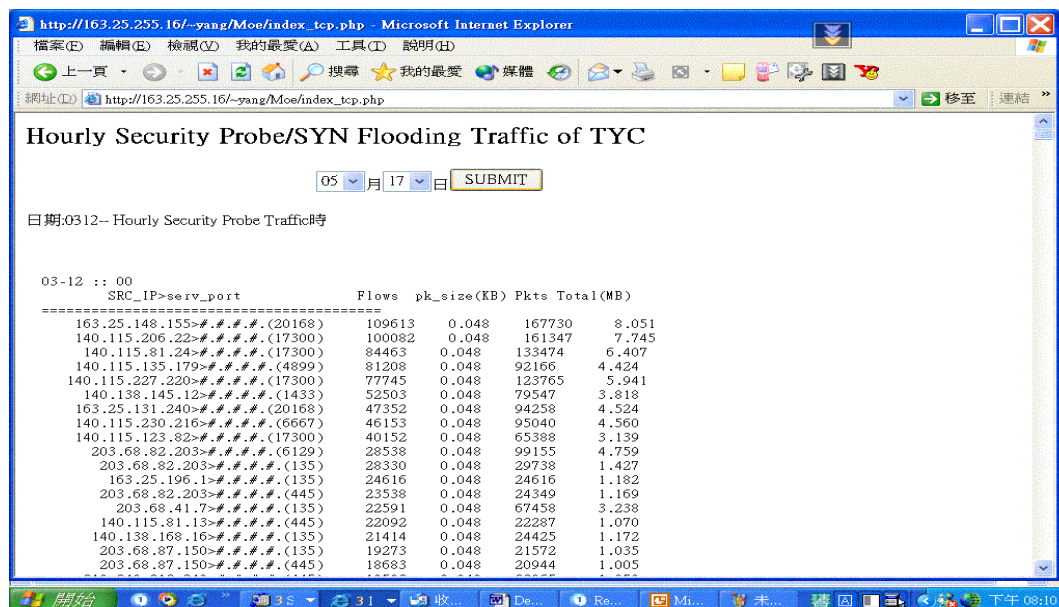 http://163.25.255.16/~yang/Moe/index_tcp.php - Microsoft Internet Explorer
檔案(F) 編輯(E) 檢視(V) 我的最愛(A) 工具(T) 說明(H)
上一頁 搜尋 我的最愛 媒體
網址(D) http://163.25.255.16/~yang/Moe/index_tcp.php 移至 連結 »
Hourly Security Probe/SYN Flooding Traffic of TYC
05 月 17 日 SUBMIT
日期:0312-- Hourly Security Probe Traffic時
03-12 :: 00
SRC_IP>serv_port Flows pk_size(KB) Pkts Total(MB)
==========================================
163.25.148.155>#.#.#.#.(20168) 109613 0.048 167730 8.051
140.115.206.22>#.#.#.#.(17300) 100082 0.048 161347 7.745
140.115.81.24>#.#.#.#.(17300) 84463 0.048 133474 6.407
140.115.135.179>#.#.#.#.(4899) 81208 0.048 92166 4.424
140.115.227.220>#.#.#.#.(17300) 77745 0.048 123765 5.941
140.138.145.12>#.#.#.#.(1433) 52503 0.048 79547 3.818
163.25.131.240>#.#.#.#.(20168) 47352 0.048 94258 4.524
140.115.230.216>#.#.#.#.(6667) 46153 0.048 95040 4.560
140.115.123.82>#.#.#.#.(17300) 40152 0.048 65388 3.139
203.68.82.203>#.#.#.#.(6129) 28538 0.048 99155 4.759
203.68.82.203>#.#.#.#.(135) 28330 0.048 29738 1.427
163.25.196.1>#.#.#.#.(135) 24616 0.048 24616 1.182
203.68.82.203>#.#.#.#.(445) 23538 0.048 24349 1.169
203.68.41.7>#.#.#.#.(135) 22591 0.048 67458 3.238
140.115.81.13>#.#.#.#.(445) 22092 0.048 22287 1.070
140.138.168.16>#.#.#.#.(135) 21414 0.048 24425 1.172
203.68.87.150>#.#.#.#.(135) 19273 0.048 21572 1.035
203.68.87.150>#.#.#.#.(445) 18683 0.048 20944 1.005
開始 » 3 S 3 I 收... De... Re... Mi... 未... 下午 08:10